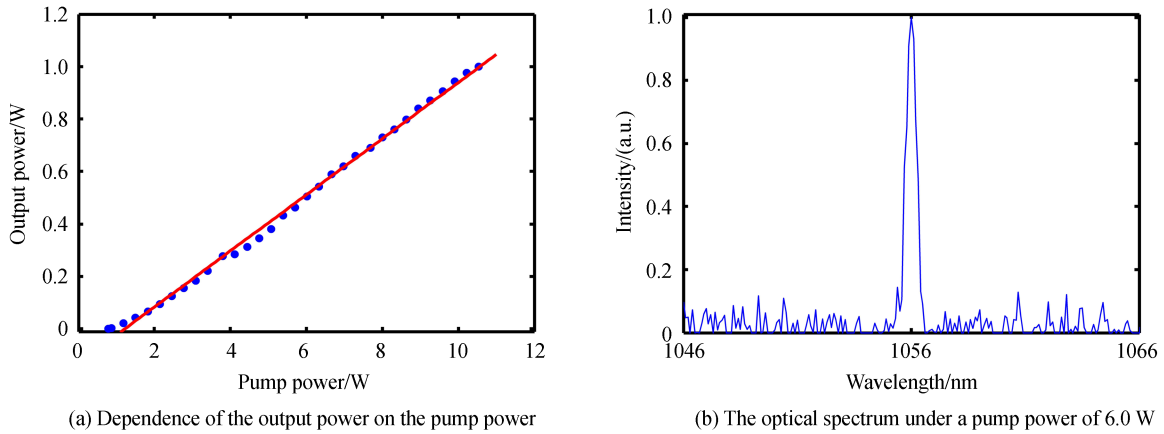 1.2
1.0
0.8
0.6
0.4
0.2
0
0 2 4 6 8 10 12
Output power/W
Pump power/W
(a) Dependence of the output power on the pump power
1.0
0.8
0.6
0.4
0.2
0
1046 1056 1066
Intensity/(a.u.)
Wavelength/nm
(b) The optical spectrum under a pump power of 6.0 W